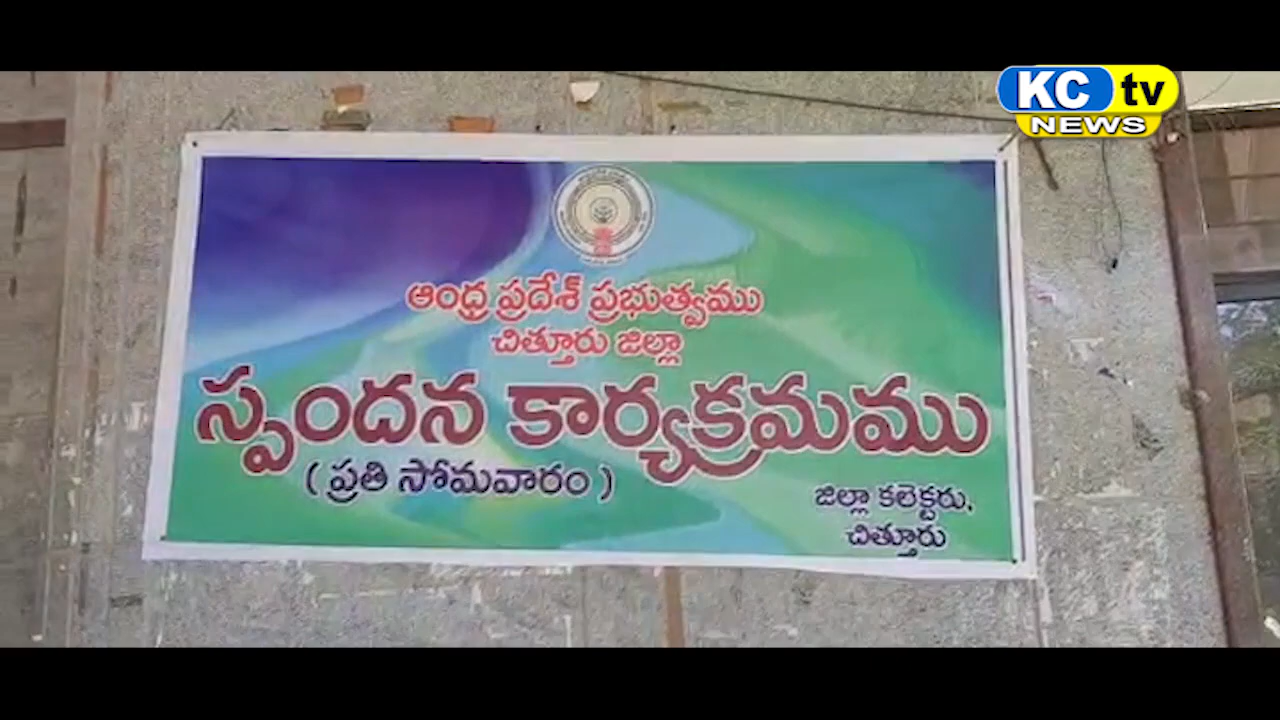 KC tv
NEWS
ఆంధ్ర ప్రదేశ్ ప్రభుత్వము
చిత్తూరు జిల్లా
స్పందన కార్యక్రమము
( ప్రతి సోమవారం )
జిల్లా కలెక్టరు,
చిత్తూరు